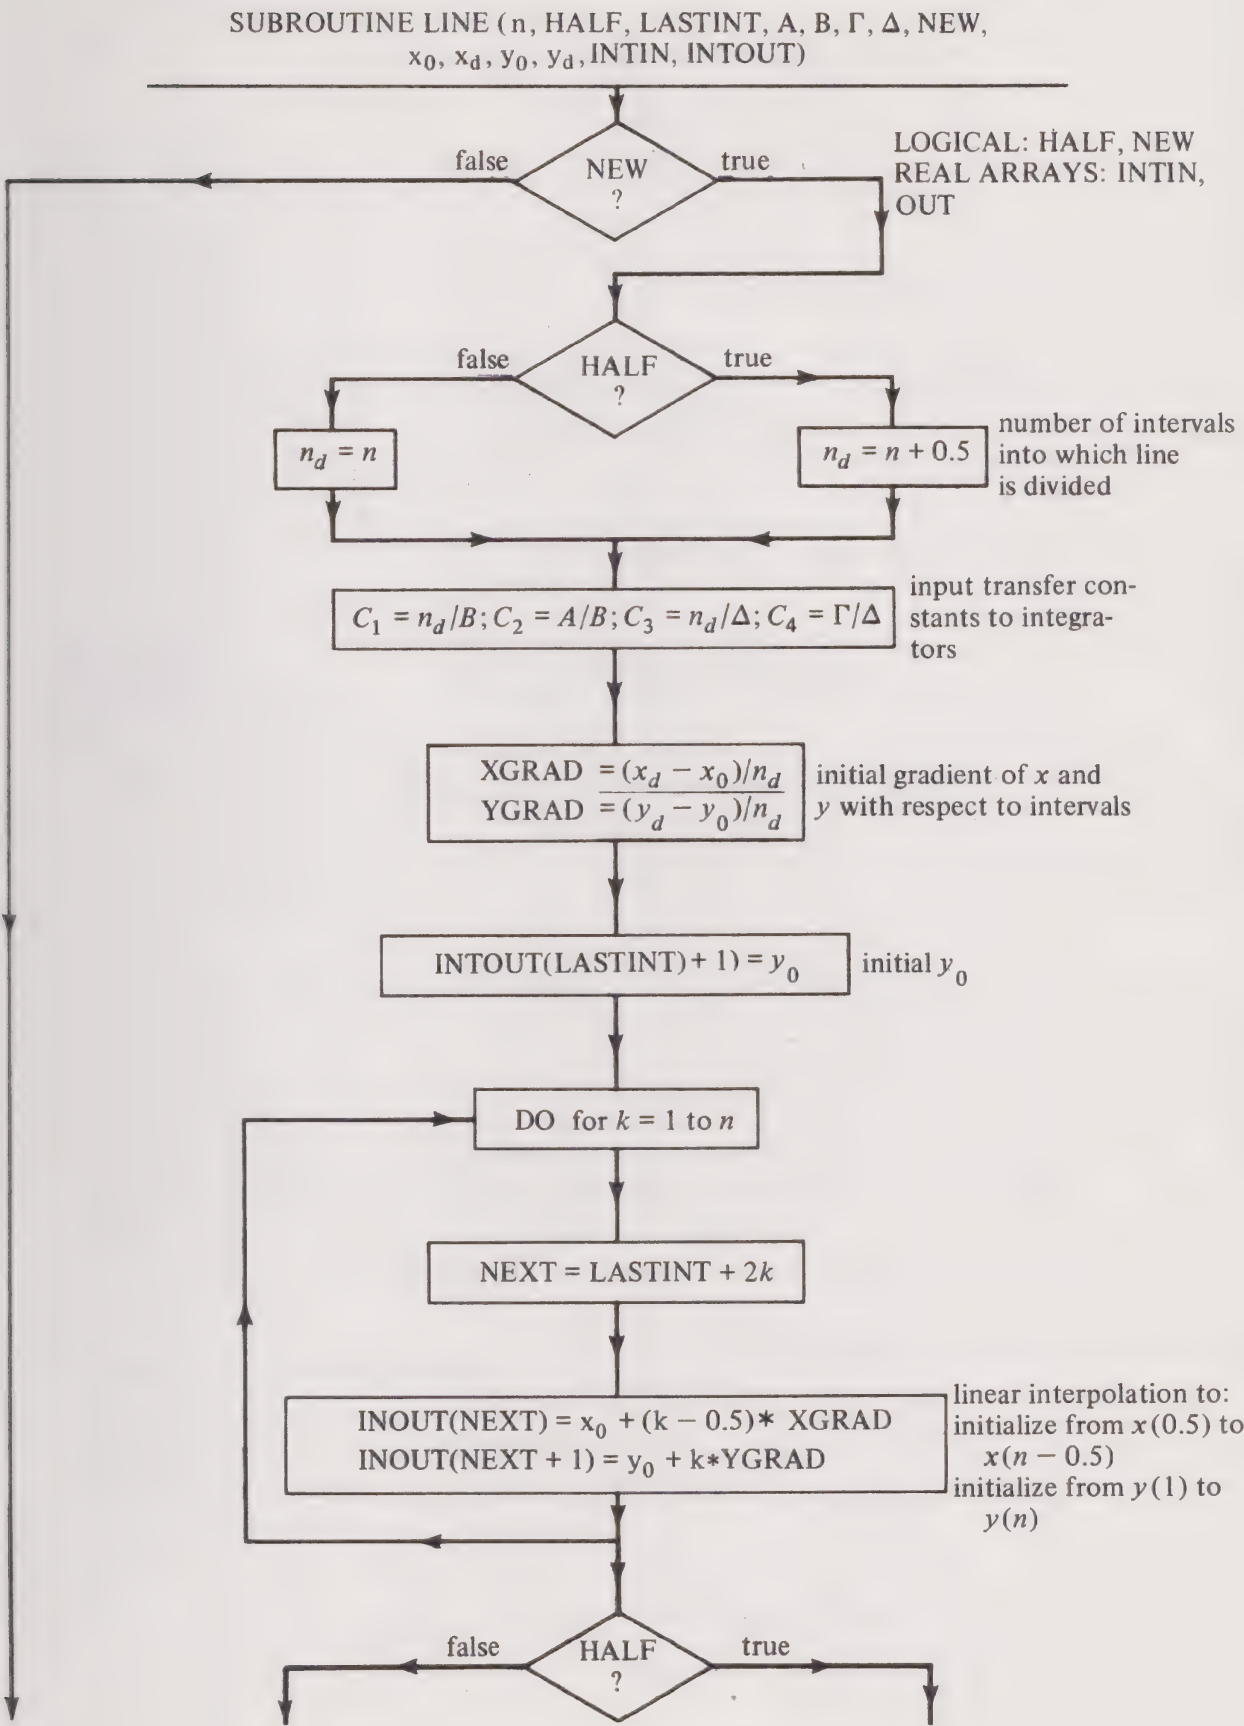 SUBROUTINE LINE (n, HALF, LASTINT, A, B, Γ, Δ, NEW,
x₀, x_d, y₀, y_d, INTIN, INTOUT)
false
NEW
?
true
LOGICAL: HALF, NEW
REAL ARRAYS: INTIN,
OUT
false
HALF
?
true
n_d = n
n_d = n + 0.5
number of intervals
into which line
is divided
C₁ = n_d/B; C₂ = A/B; C₃ = n_d/Δ; C₄ = Γ/Δ
input transfer con-
stants to integra-
tors
XGRAD = (x_d − x₀)/n_d
YGRAD = (y_d − y₀)/n_d
initial gradient of x and
y with respect to intervals
INTOUT(LASTINT) + 1) = y₀
initial y₀
DO for k = 1 to n
NEXT = LASTINT + 2k
INOUT(NEXT) = x₀ + (k − 0.5)* XGRAD
INOUT(NEXT + 1) = y₀ + k*YGRAD
linear interpolation to:
initialize from x(0.5) to
x(n − 0.5)
initialize from y(1) to
y(n)
false
HALF
?
true